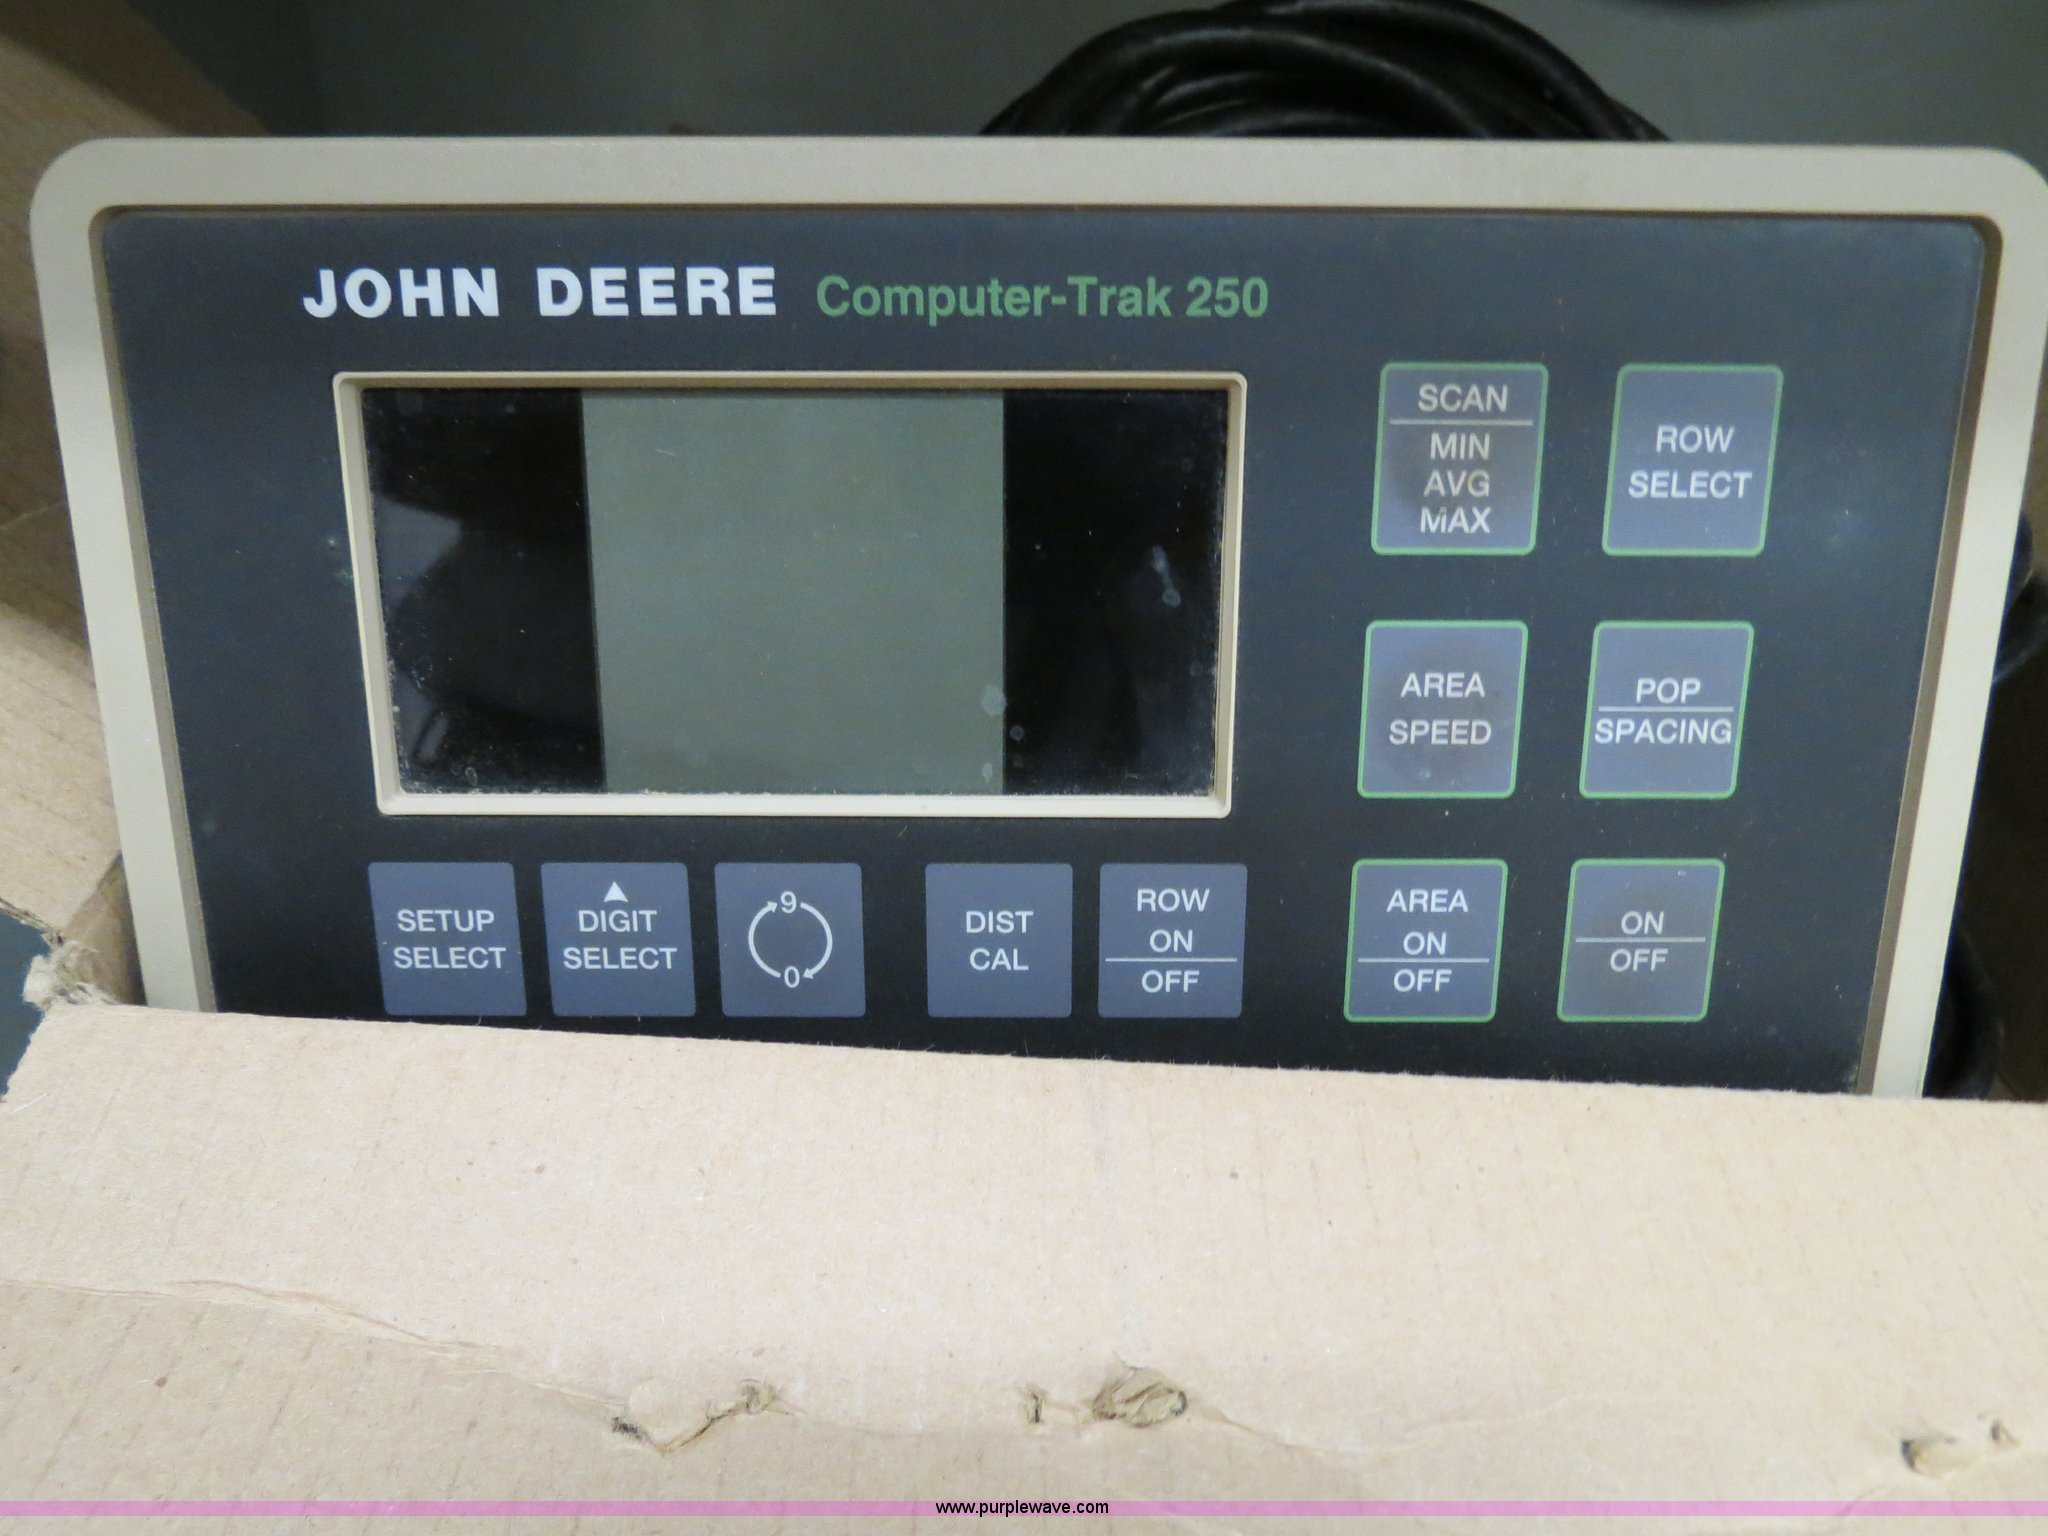 JOHN DEERE Computer-Trak 250
SCAN
MIN
AVG
MAX
ROW
SELECT
AREA
SPEED
POP
SPACING
SETUP
SELECT
DIGIT
SELECT
9
0
DIST
CAL
ROW
ON
OFF
AREA
ON
OFF
ON
OFF
www.purplewave.com